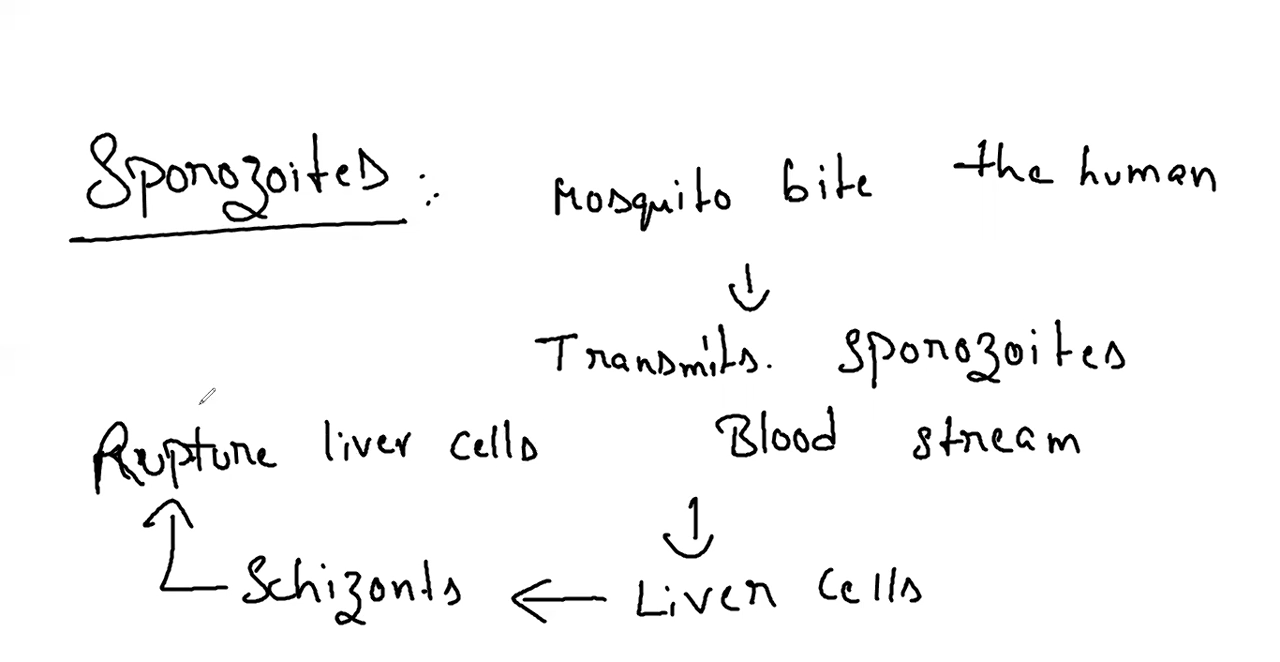 Sporozoites : Mosquito bite the human
↓
Transmits. Sporozoites
Rupture liver cells Blood stream
↓
Schizonts ← Liver cells